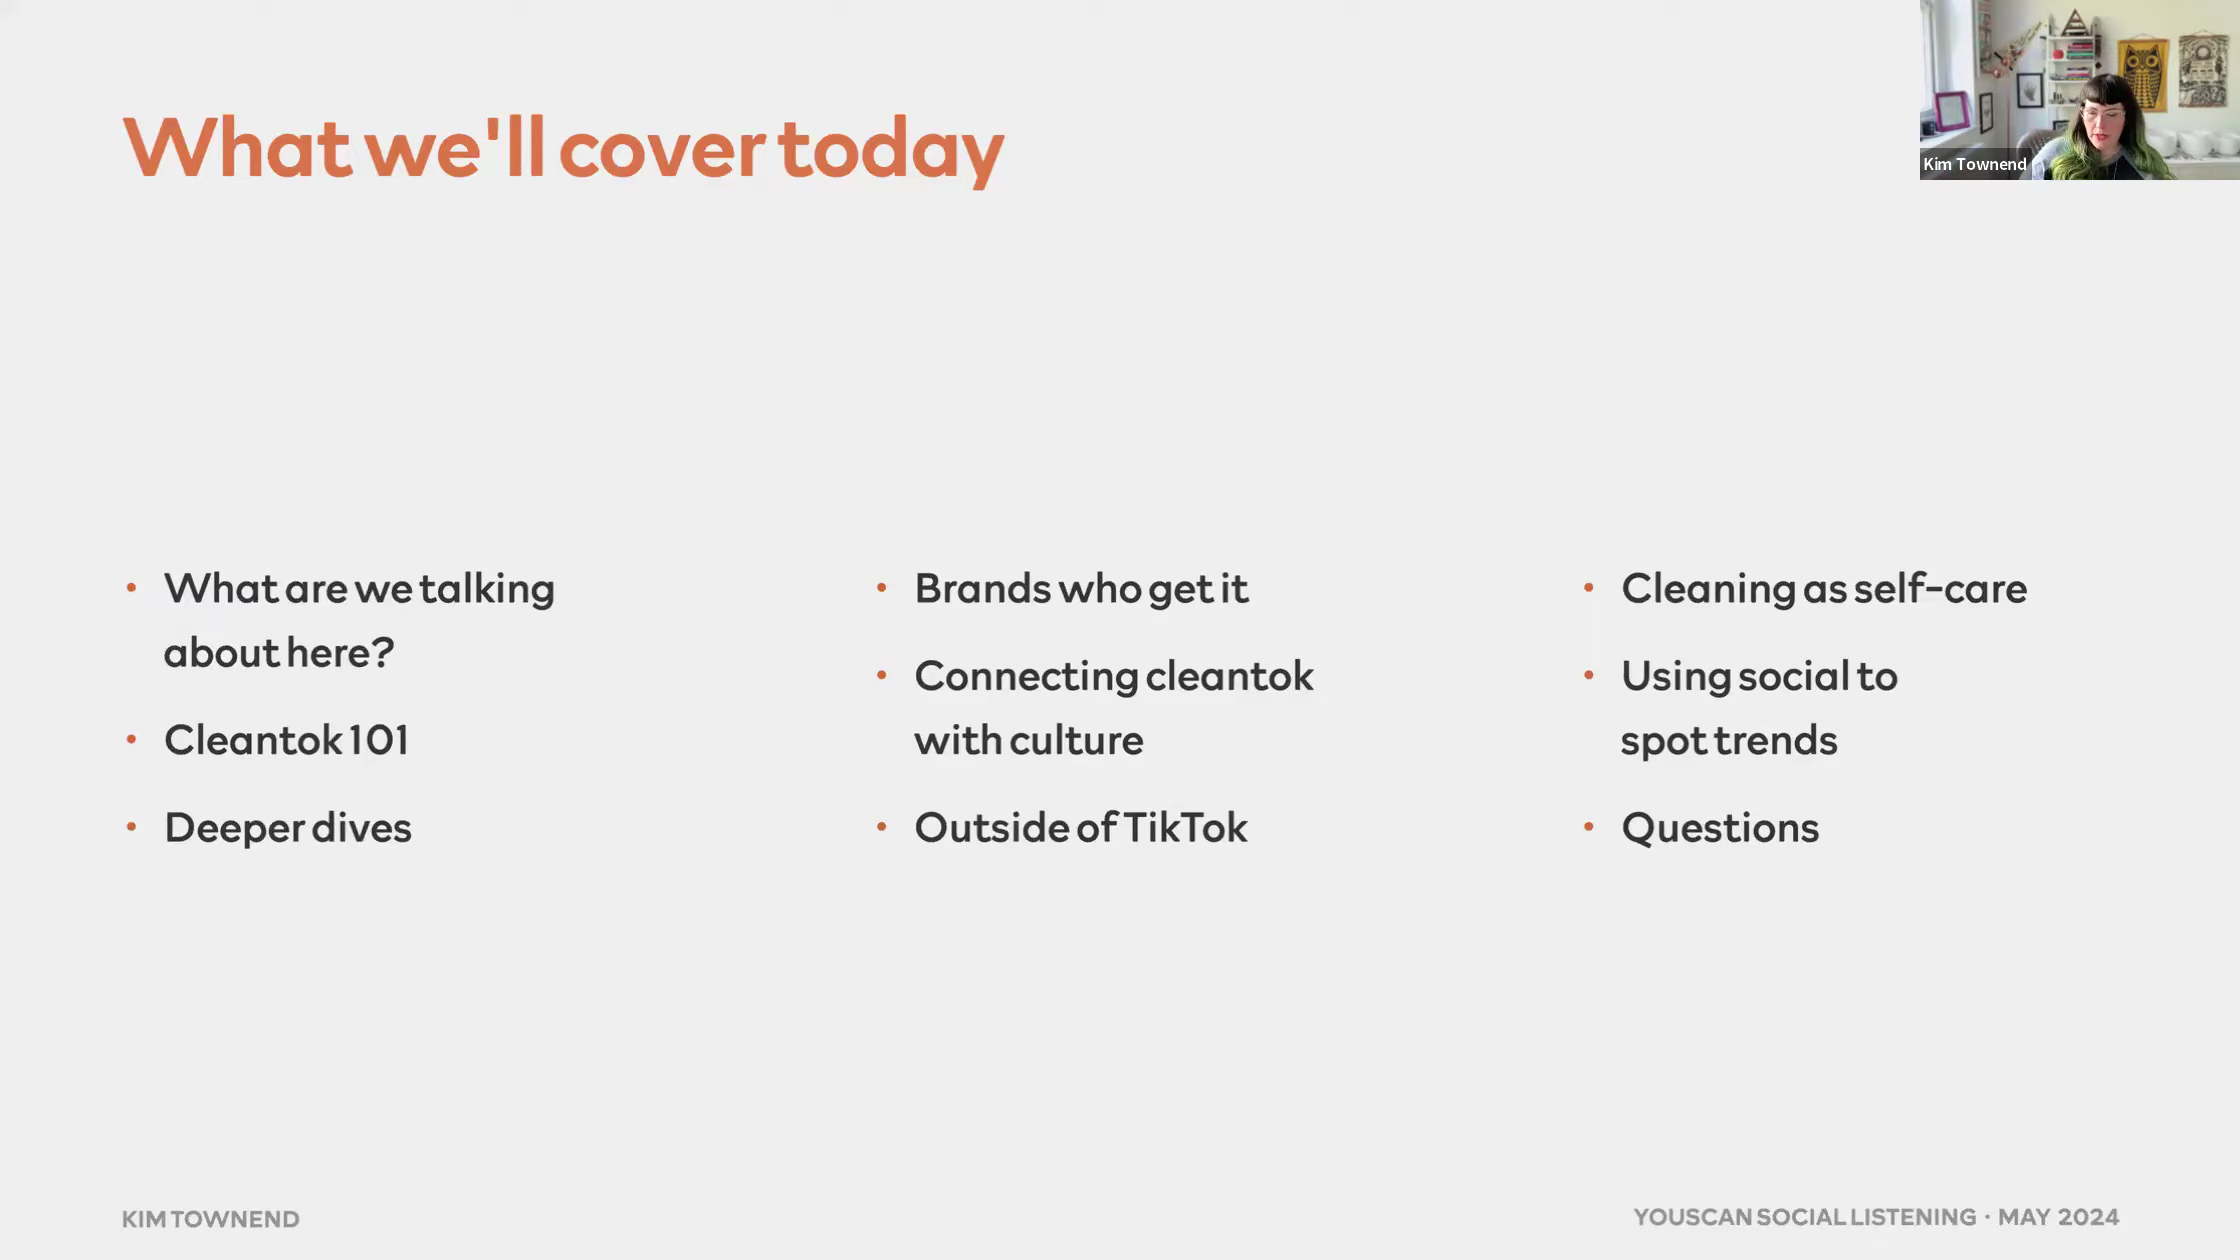 What we'll cover today
Kim Townend
• What are we talking
about here?
• Cleantok 101
• Deeper dives
• Brands who get it
• Connecting cleantok
with culture
• Outside of TikTok
• Cleaning as self-care
• Using social to
spot trends
• Questions
KIM TOWNEND
YOUSCAN SOCIAL LISTENING · MAY 2024